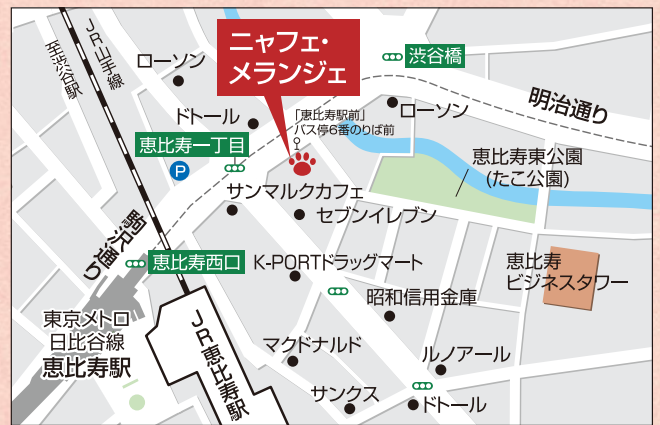 至渋谷駅
JR山手線
ローソン
ニャフェ・
メランジェ
渋谷橋
ドトール
「恵比寿駅前」
バス停6番のりば前
ローソン
明治通り
恵比寿一丁目
P
恵比寿東公園
(たこ公園)
サンマルクカフェ
セブンイレブン
駒沢通り
恵比寿西口
K-PORTドラッグマート
恵比寿
ビジネスタワー
昭和信用金庫
東京メトロ
日比谷線
恵比寿駅
JR恵比寿駅
マクドナルド
ルノアール
サンクス
ドトール